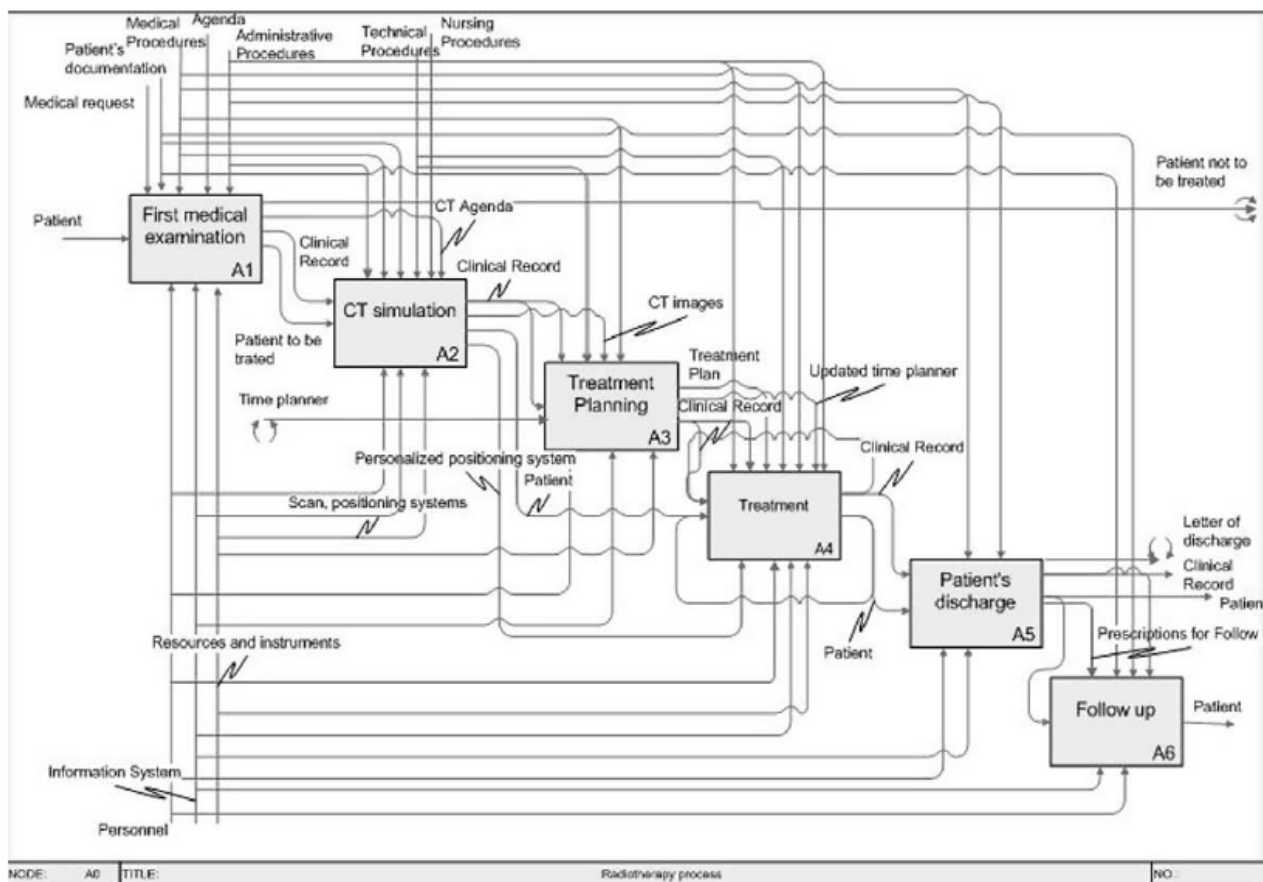 Medical
Procedures
Agenda
Administrative
Procedures
Technical
Procedures
Nursing
Procedures
Patient's
documentation
Medical request
Patient not to
be treated
Patient
First medical
examination
A1
CT Agenda
Clinical
Record
Clinical Record
CT simulation
A2
CT images
Patient to be
trated
Treatment
Plan
Updated time planner
Time planner
Treatment
Planning
A3
Clinical Record
Clinical Record
Personalized positioning system
Patient
Scan, positioning systems
Treatment
A4
Letter of
discharge
Clinical
Record
Patient
Patient's
discharge
A5
Resources and instruments
Patient
Prescriptions for Follow
Follow up
A6
Patient
Information System
Personnel
NODE: A0 TITLE: Radiotherapy process NO.: